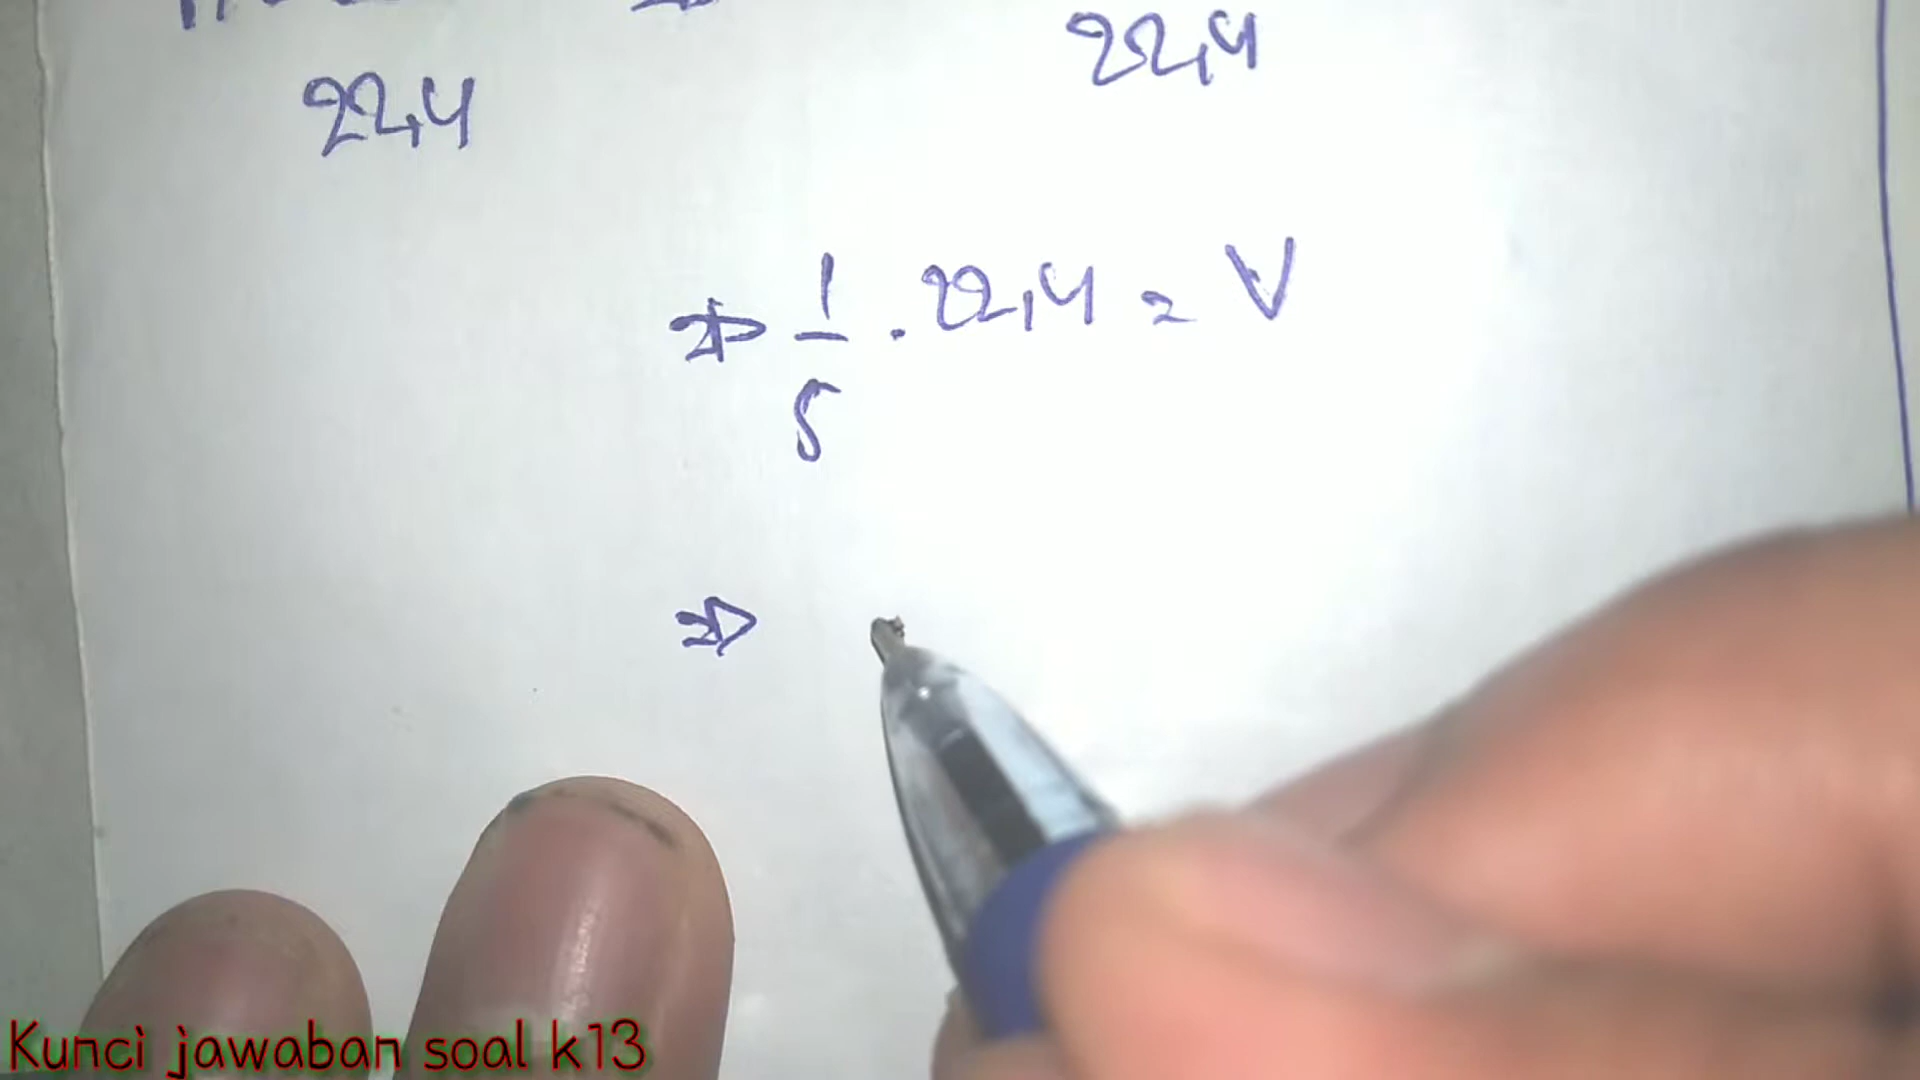 22,4
22,4
⇒ 1/5 . 22,4 = V
⇒
Kunci jawaban soal k13